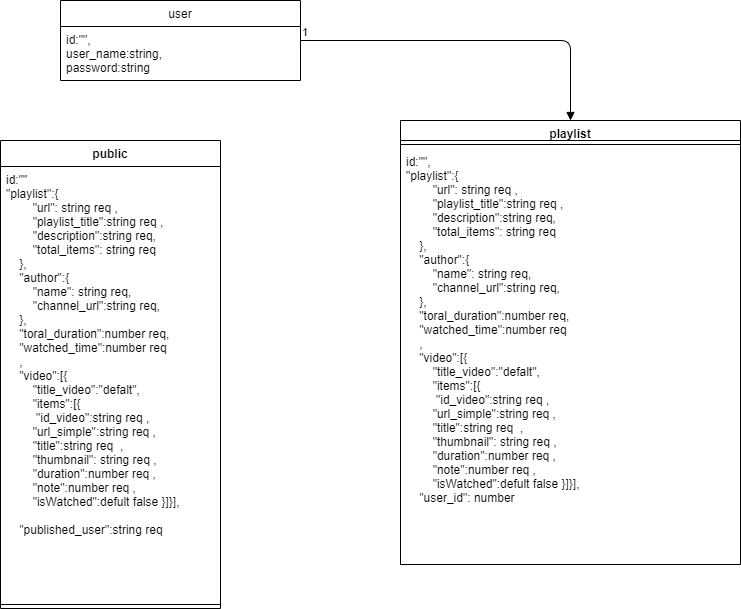 user
id:"",
user_name:string,
password:string
1
public
id:""
"playlist":{
"url": string req ,
"playlist_title":string req ,
"description":string req,
"total_items": string req
},
"author":{
"name": string req,
"channel_url":string req,
},
"toral_duration":number req,
"watched_time":number req
,
"video":[{
"title_video":"defalt",
"items":[{
"id_video":string req ,
"url_simple":string req ,
"title":string req ,
"thumbnail": string req ,
"duration":number req ,
"note":number req ,
"isWatched":defult false }]}],
"published_user":string req
playlist
id:"",
"playlist":{
"url": string req ,
"playlist_title":string req ,
"description":string req,
"total_items": string req
},
"author":{
"name": string req,
"channel_url":string req,
},
"toral_duration":number req,
"watched_time":number req
,
"video":[{
"title_video":"defalt",
"items":[{
"id_video":string req ,
"url_simple":string req ,
"title":string req ,
"thumbnail": string req ,
"duration":number req ,
"note":number req ,
"isWatched":defult false }]}],
"user_id": number